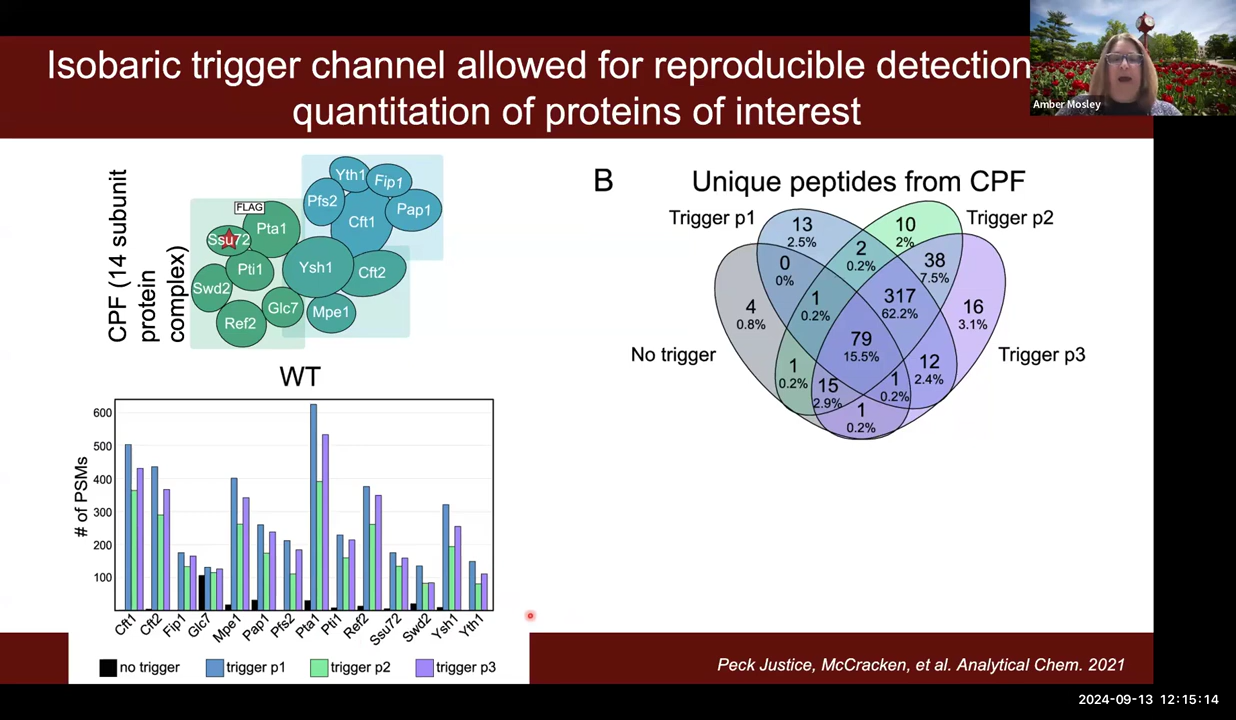 Isobaric trigger channel allowed for reproducible detection
quantitation of proteins of interest
Amber Mosley
CPF (14 subunit
protein
complex)
Yth1
Fip1
Pfs2
Cft1
Pap1
FLAG
Ssu72
Pta1
Pti1
Ysh1
Cft2
Swd2
Glc7
Mpe1
Ref2
WT
# of PSMs
600
500
400
300
200
100
Cft1
Cft2
Fip1
Glc7
Mpe1
Pap1
Pfs2
Pta1
Pti1
Ref2
Ssu72
Swd2
Ysh1
Yth1
no trigger
trigger p1
trigger p2
trigger p3
B
Unique peptides from CPF
Trigger p1
Trigger p2
No trigger
Trigger p3
13
2.5%
10
2%
2
0.2%
0
0%
38
7.5%
4
0.8%
1
0.2%
317
62.2%
16
3.1%
79
15.5%
12
2.4%
1
0.2%
15
2.9%
1
0.2%
1
0.2%
Peck Justice, McCracken, et al. Analytical Chem. 2021
2024-09-13 12:15:14